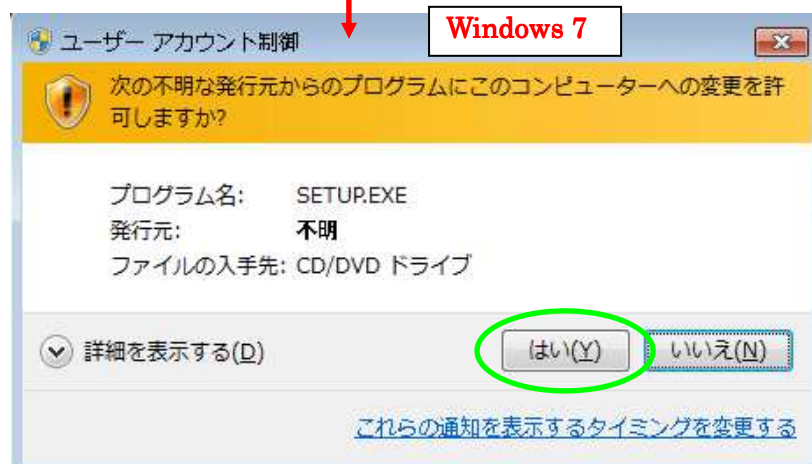 Windows 7
ユーザー アカウント制御
次の不明な発行元からのプログラムにこのコンピューターへの変更を許
可しますか?
プログラム名: SETUP.EXE
発行元: 不明
ファイルの入手先: CD/DVD ドライブ
詳細を表示する(D) はい(Y) いいえ(N)
これらの通知を表示するタイミングを変更する